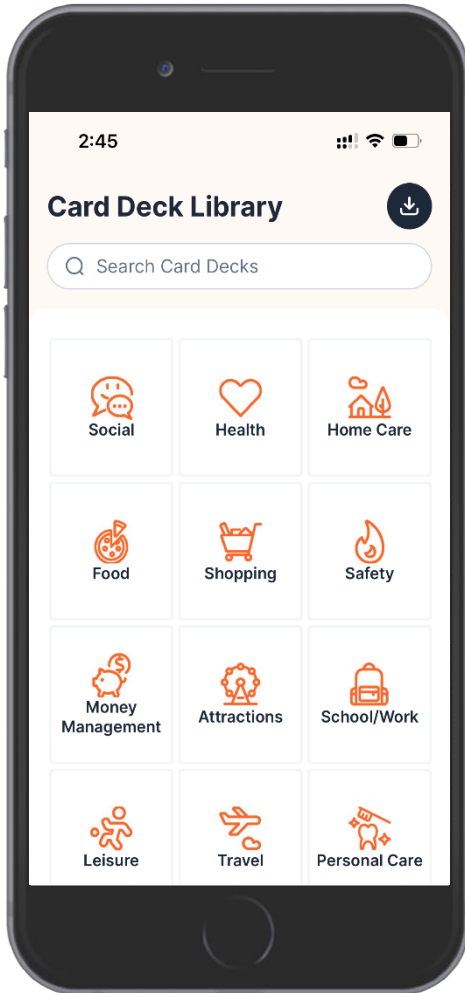 2:45
Card Deck Library
Search Card Decks
Social
Health
Home Care
Food
Shopping
Safety
Money
Management
Attractions
School/Work
Leisure
Travel
Personal Care